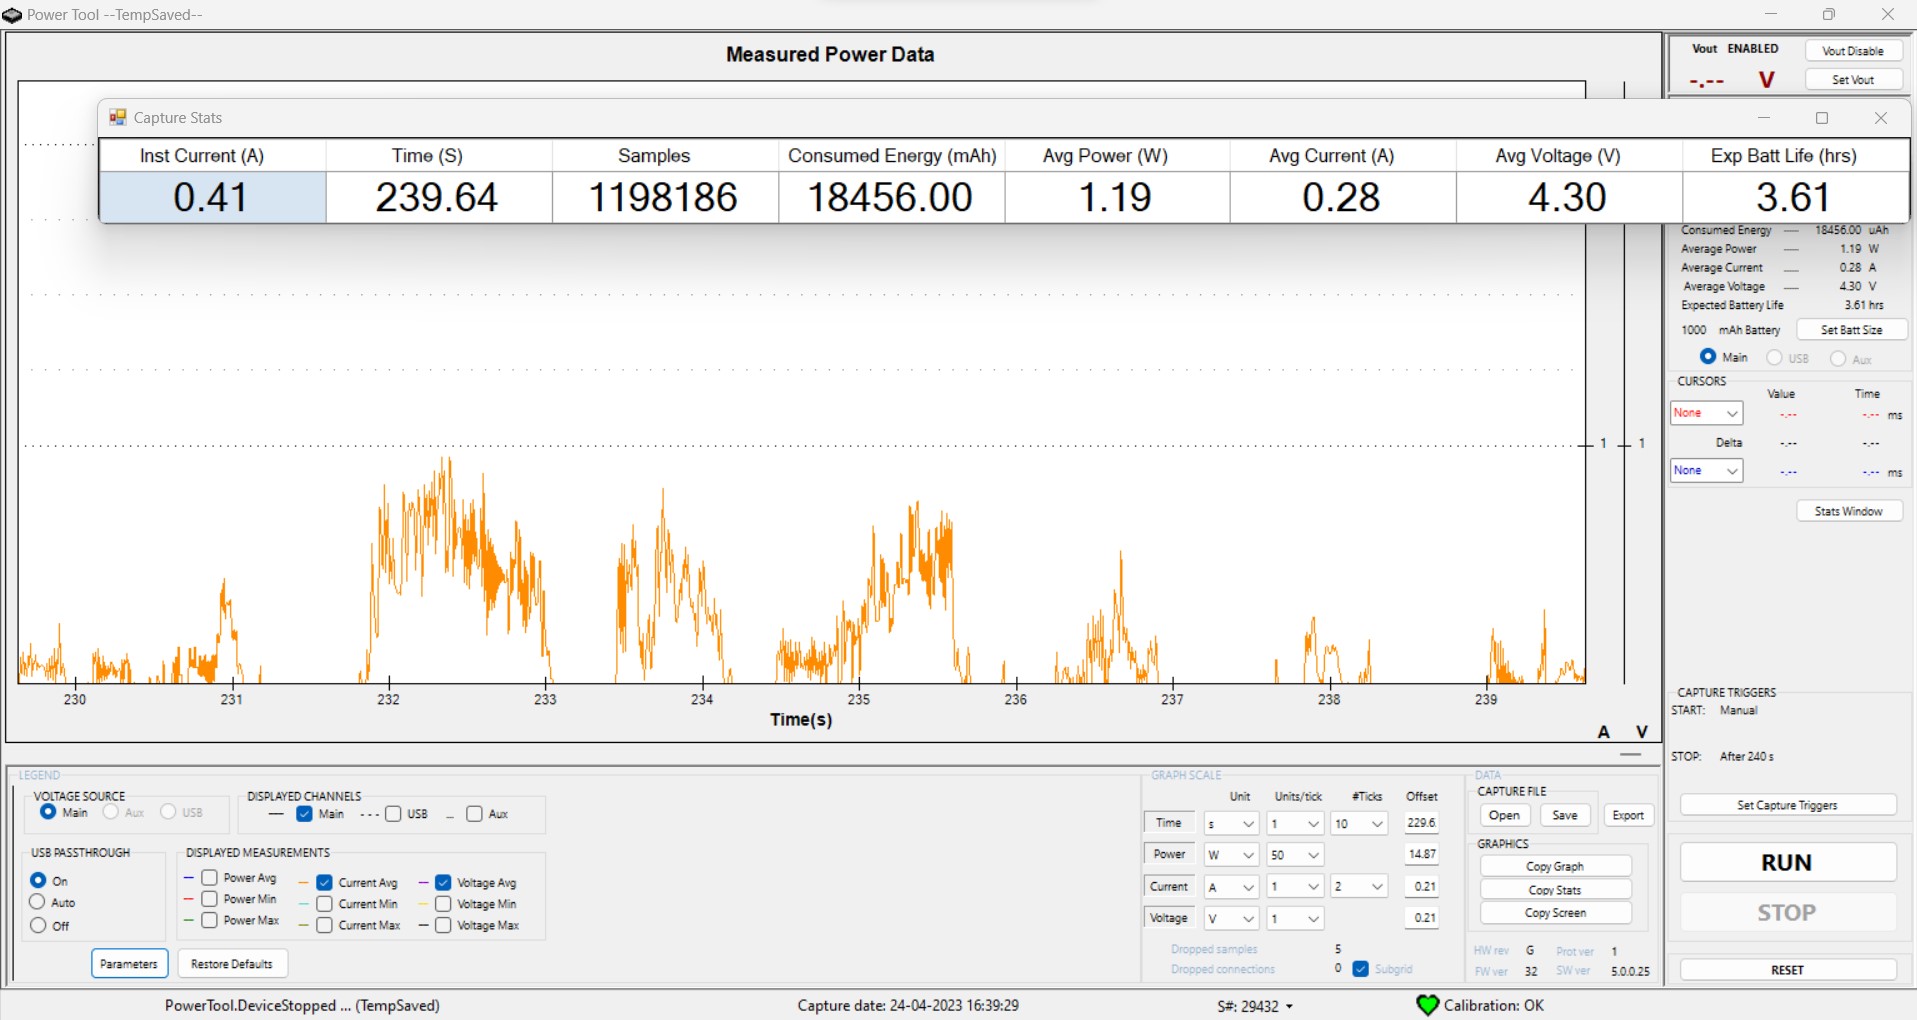 Power Tool --TempSaved--
Measured Power Data
Vout ENABLED
Vout Disable
-.-- V
Set Vout
Capture Stats
Inst Current (A) Time (S) Samples Consumed Energy (mAh) Avg Power (W) Avg Current (A) Avg Voltage (V) Exp Batt Life (hrs)
0.41 239.64 1198186 18456.00 1.19 0.28 4.30 3.61
Consumed Energy 18456.00 uAh
Average Power 1.19 W
Average Current 0.28 A
Average Voltage 4.30 V
Expected Battery Life 3.61 hrs
1000 mAh Battery Set Batt Size
Main USB Aux
CURSORS
Value Time
None -.-- -.-- ms
Delta -.-- -.--
None -.-- -.-- ms
Stats Window
1 1
230 231 232 233 234 235 236 237 238 239
Time(s)
A V
CAPTURE TRIGGERS
START: Manual
STOP: After 240 s
Set Capture Triggers
RUN
STOP
RESET
LEGEND
VOLTAGE SOURCE
Main Aux USB
DISPLAYED CHANNELS
Main USB Aux
USB PASSTHROUGH
On
Auto
Off
DISPLAYED MEASUREMENTS
Power Avg Current Avg Voltage Avg
Power Min Current Min Voltage Min
Power Max Current Max Voltage Max
Parameters Restore Defaults
GRAPH SCALE
Unit Units/tick #Ticks Offset
Time s 1 10 229.6
Power W 50 14.87
Current A 1 2 0.21
Voltage V 1 0.21
Dropped samples 5
Dropped connections 0 Subgrid
DATA
CAPTURE FILE
Open Save Export
GRAPHICS
Copy Graph
Copy Stats
Copy Screen
HW rev G Prot ver 1
FW ver 32 SW ver 5.0.0.25
PowerTool.DeviceStopped ... (TempSaved)
Capture date: 24-04-2023 16:39:29
S#: 29432
Calibration: OK